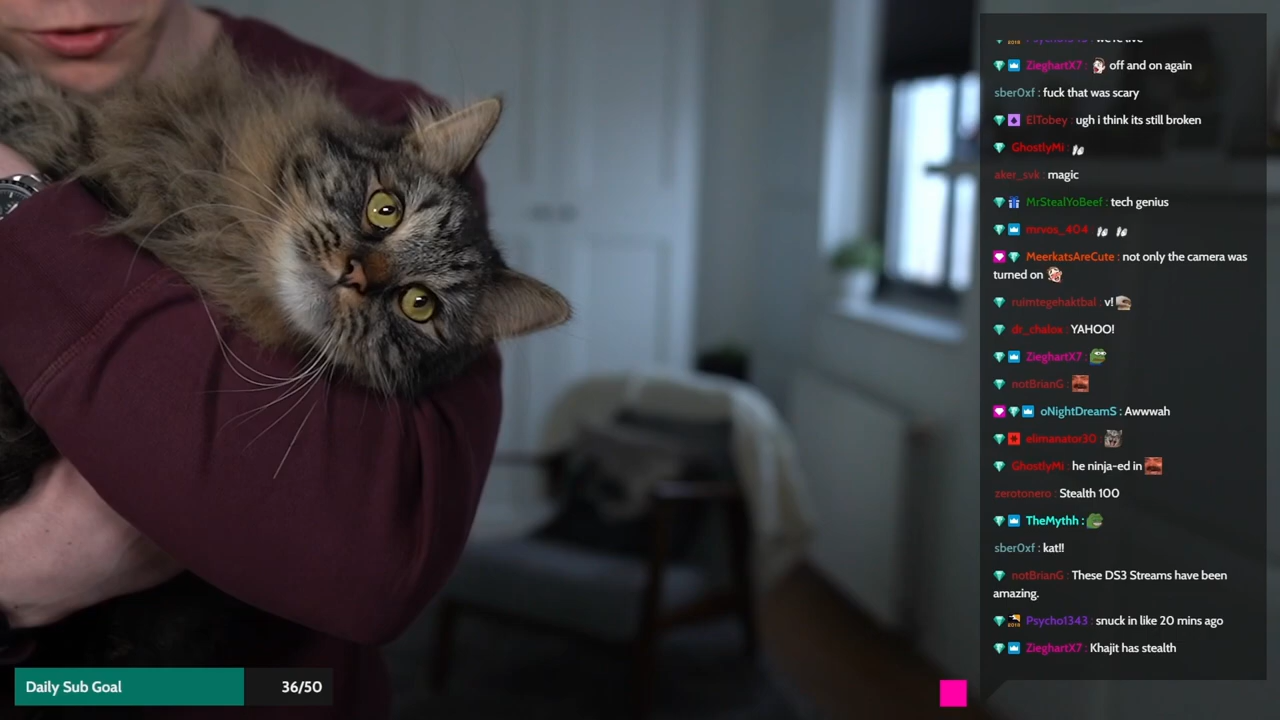 ZieghartX7 : off and on again
sber0xf : fuck that was scary
ElTobey : ugh i think its still broken
GhostlyMi :
aker_svk : magic
MrStealYoBeef : tech genius
mrvos_404
MeerkatsAreCute : not only the camera was
turned on
ruimtegehaktbal : v!
dr_chalox : YAHOO!
ZieghartX7 :
notBrianG :
oNightDreamS : Awwwah
elimanator30 :
GhostlyMi : he ninja-ed in
zerotonero : Stealth 100
TheMythh :
sber0xf : kat!!
notBrianG : These DS3 Streams have been
amazing.
Psycho1343 : snuck in like 20 mins ago
ZieghartX7 : Khajit has stealth
Daily Sub Goal 36/50